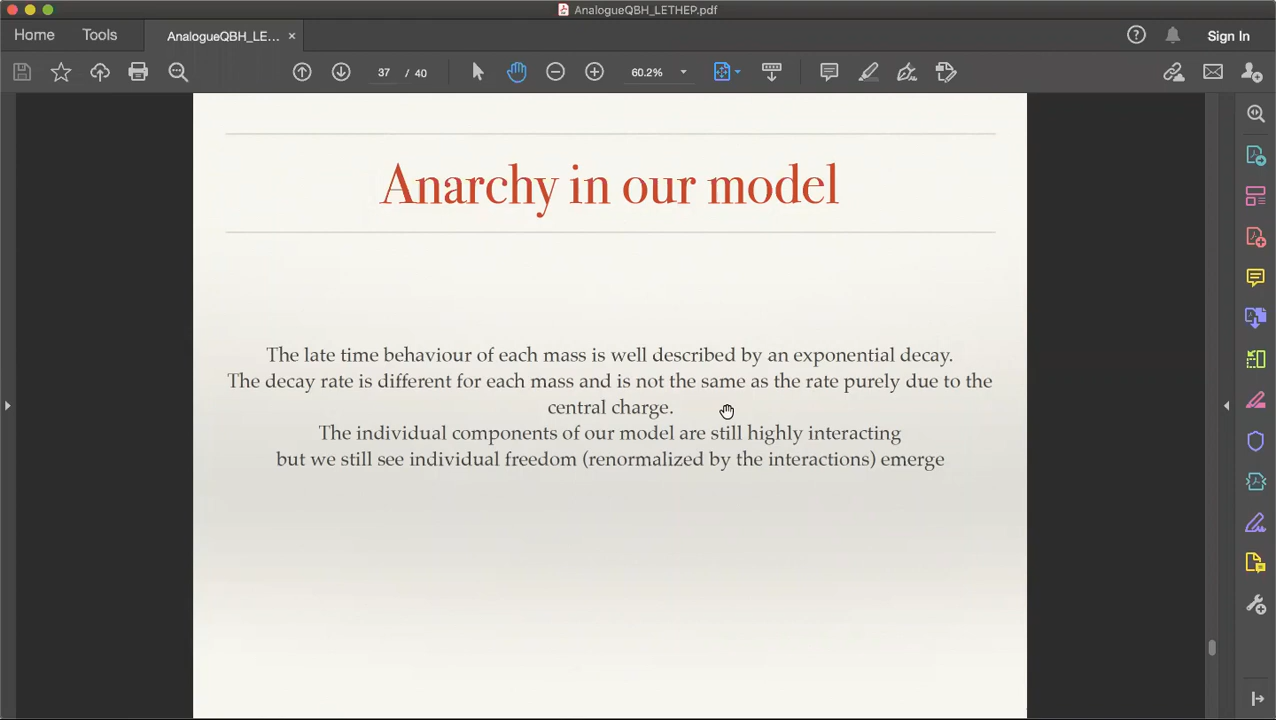 AnalogueQBH_LETHEP.pdf
Home Tools AnalogueQBH_LE... × Sign In
37 / 40 60.2%
Anarchy in our model
The late time behaviour of each mass is well described by an exponential decay.
The decay rate is different for each mass and is not the same as the rate purely due to the
central charge.
The individual components of our model are still highly interacting
but we still see individual freedom (renormalized by the interactions) emerge